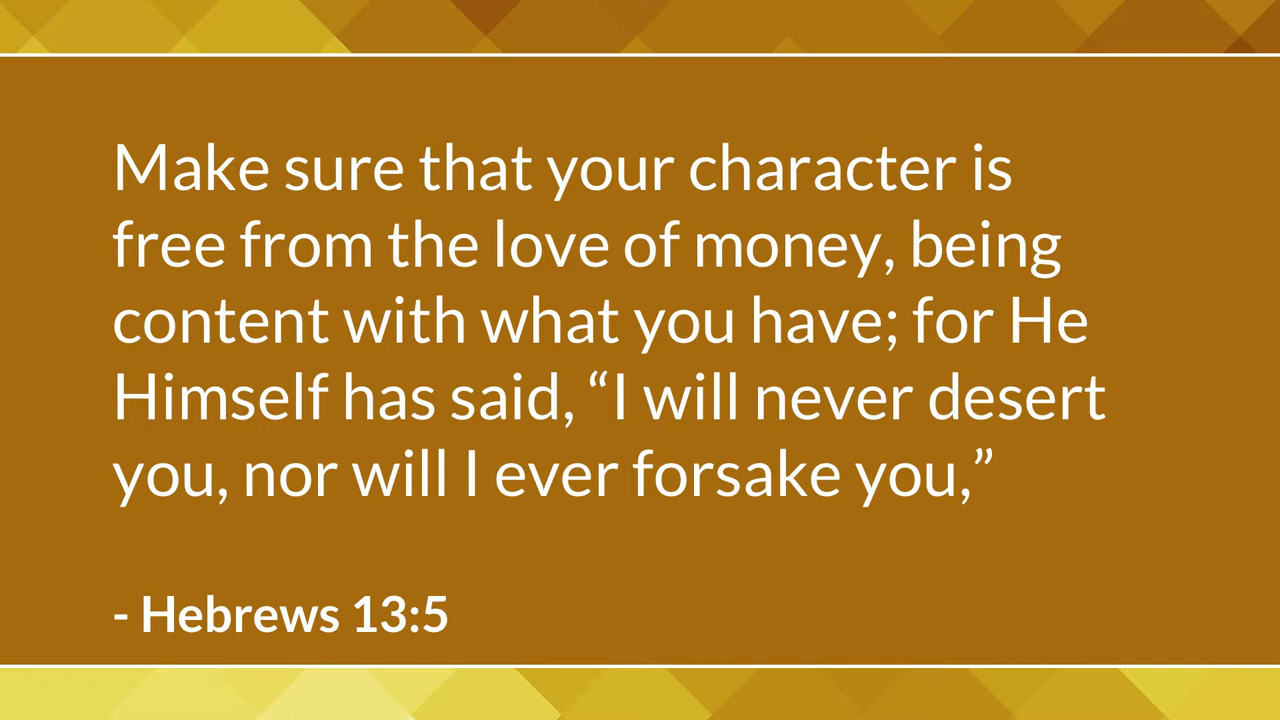 Make sure that your character is
free from the love of money, being
content with what you have; for He
Himself has said, “I will never desert
you, nor will I ever forsake you,”
- Hebrews 13:5